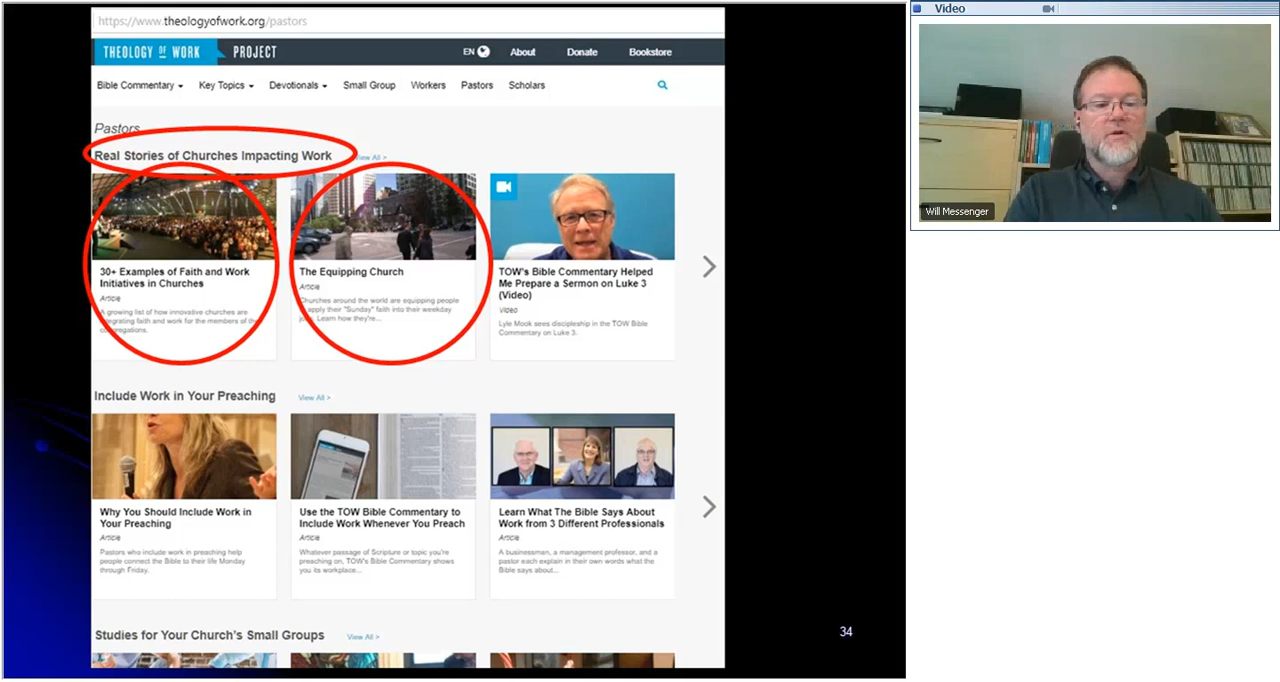 https://www.theologyofwork.org/pastors
THEOLOGY OF WORK PROJECT
EN About Donate Bookstore
Bible Commentary Key Topics Devotionals Small Group Workers Pastors Scholars
Pastors
Real Stories of Churches Impacting Work View All >
30+ Examples of Faith and Work
Initiatives in Churches
Article
A growing list of how innovative churches are
integrating faith and work for the members of the
congregations.
The Equipping Church
Article
Churches around the world are equipping people
apply their "Sunday" faith into their weekday
Learn how they're...
TOW's Bible Commentary Helped
Me Prepare a Sermon on Luke 3
(Video)
Video
Lyle Mook sees discipleship in the TOW Bible
Commentary on Luke 3.
Include Work in Your Preaching View All >
Why You Should Include Work in
Your Preaching
Article
Pastors who include work in preaching help
people connect the Bible to their life Monday
through Friday.
Use the TOW Bible Commentary to
Include Work Whenever You Preach
Article
Whatever passage of Scripture or topic you're
preaching on, TOW's Bible Commentary shows
you its workplace...
Learn What The Bible Says About
Work from 3 Different Professionals
Article
A businessman, a management professor, and a
pastor each explain in their own words what the
Bible says about...
Studies for Your Church's Small Groups View All >
34
Video
Will Messenger